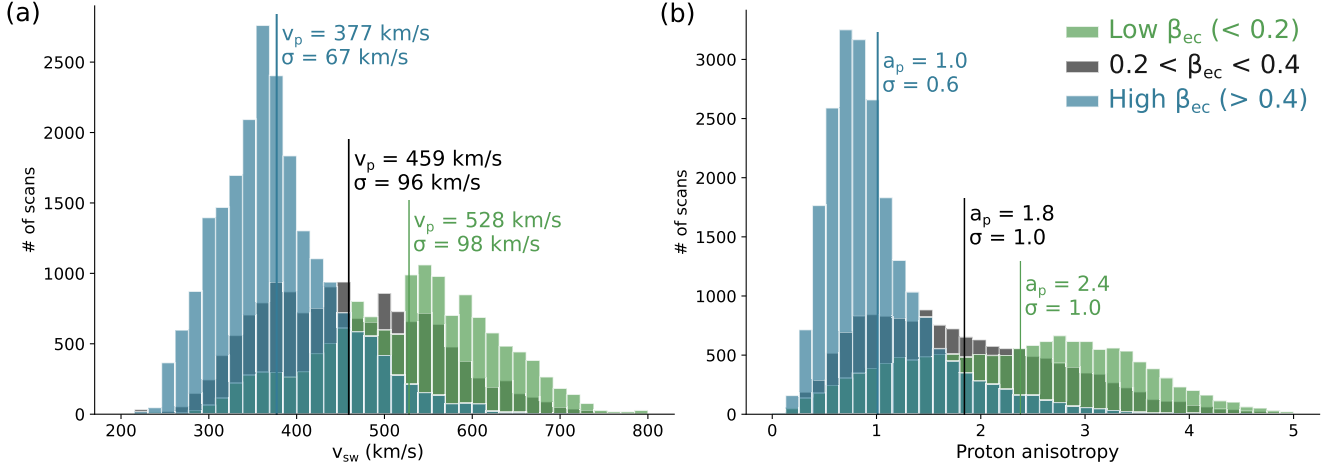 (a)
v_p = 377 km/s
σ = 67 km/s
v_p = 459 km/s
σ = 96 km/s
v_p = 528 km/s
σ = 98 km/s
# of scans
2500
2000
1500
1000
500
0
200 300 400 500 600 700 800
v_sw (km/s)
(b)
Low β_ec (< 0.2)
0.2 < β_ec < 0.4
High β_ec (> 0.4)
a_p = 1.0
σ = 0.6
a_p = 1.8
σ = 1.0
a_p = 2.4
σ = 1.0
# of scans
3000
2500
2000
1500
1000
500
0
0 1 2 3 4 5
Proton anisotropy